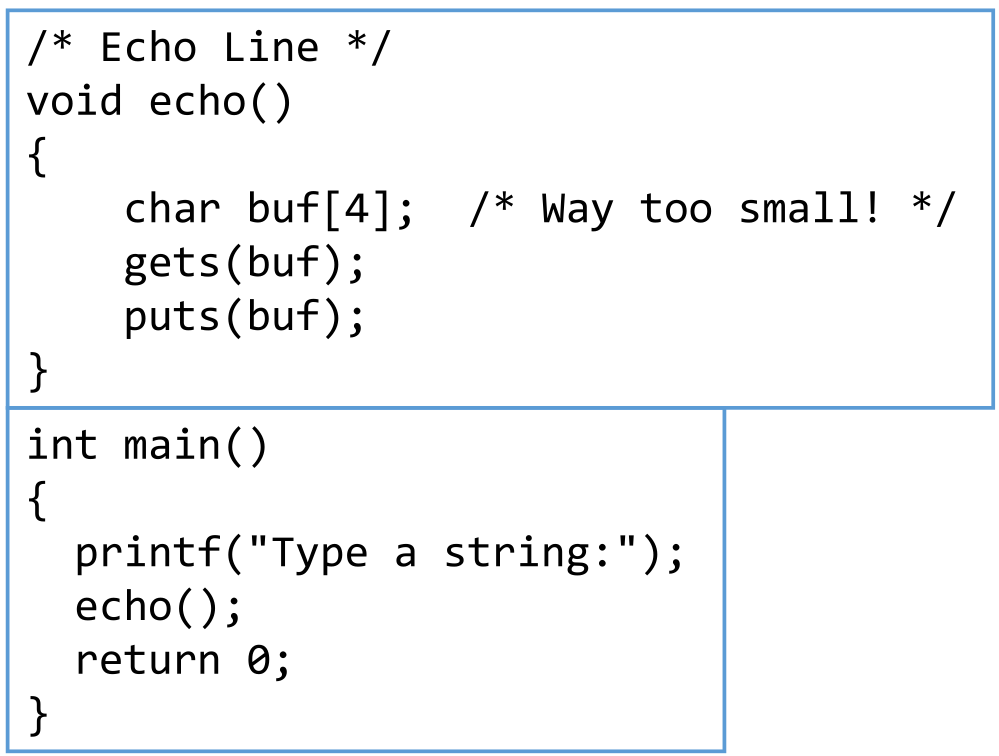 /* Echo Line */
void echo()
{
    char buf[4];  /* Way too small! */
    gets(buf);
    puts(buf);
}
int main()
{
  printf("Type a string:");
  echo();
  return 0;
}